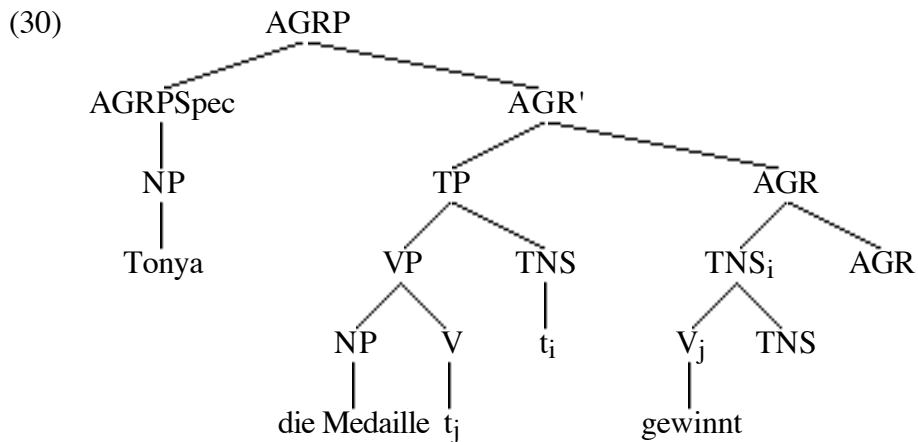 (30) AGRP
AGRPSpec AGR'
NP TP AGR
Tonya VP TNS TNSi AGR
NP V ti Vj TNS
die Medaille tj gewinnt